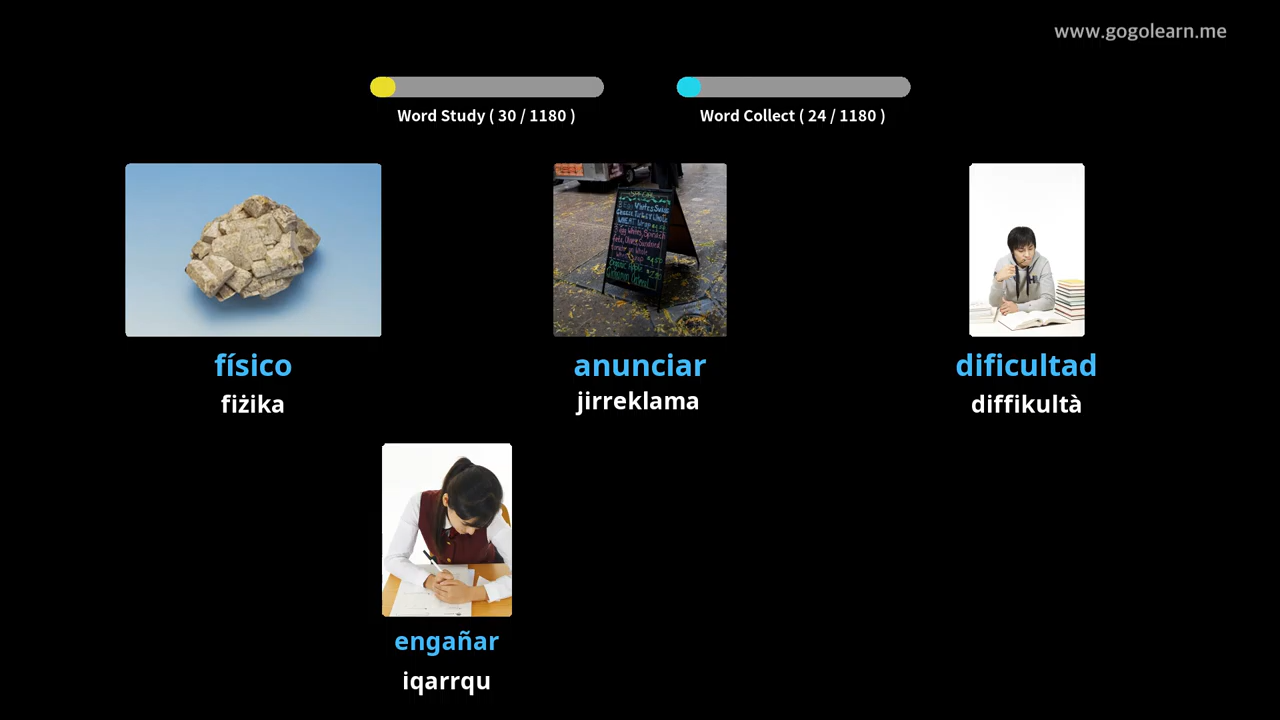 www.gogolearn.me
Word Study ( 30 / 1180 )
Word Collect ( 24 / 1180 )
físico
anunciar
dificultad
fiżika
jirreklama
diffikultà
engañar
iqarrqu